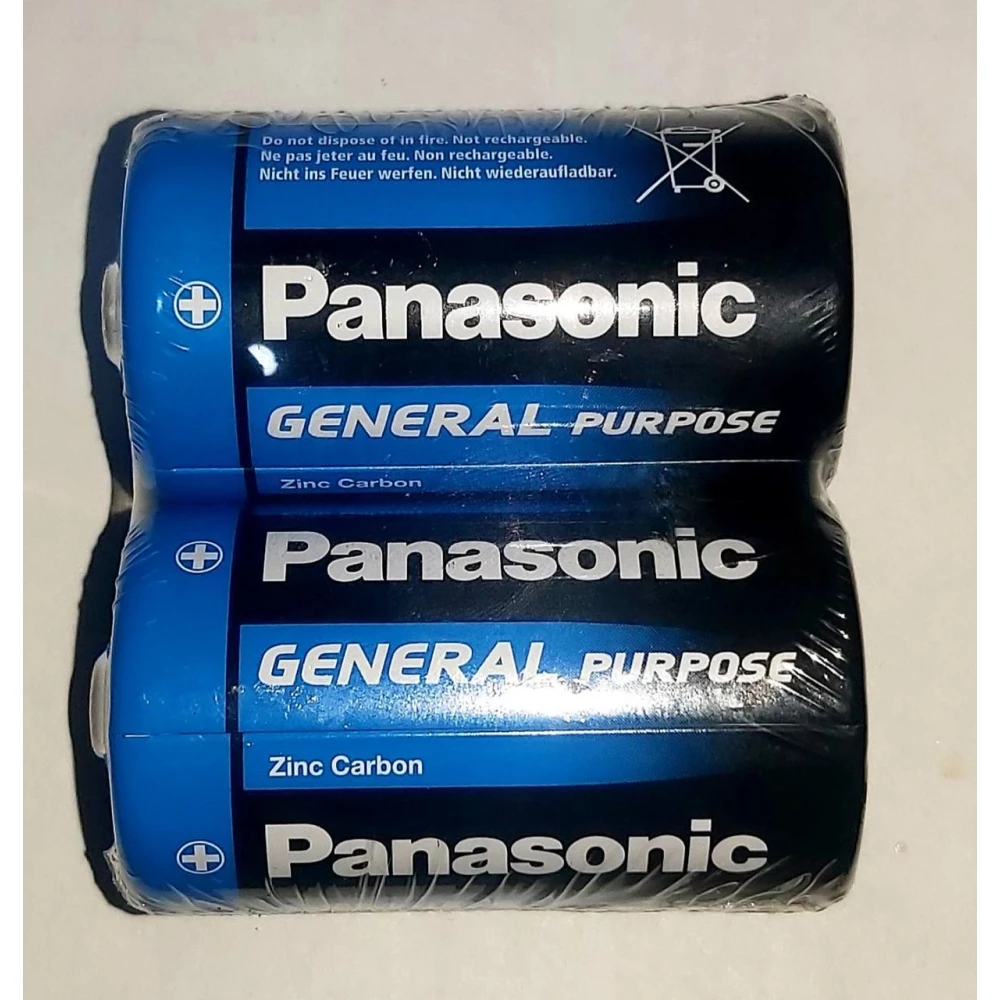 Do not dispose of in fire. Not rechargeable.
Ne pas jeter au feu. Non rechargeable.
Nicht ins Feuer werfen. Nicht wiederaufladbar.
Panasonic
GENERAL PURPOSE
Zinc Carbon
Panasonic
GENERAL PURPOSE
Zinc Carbon
Panasonic